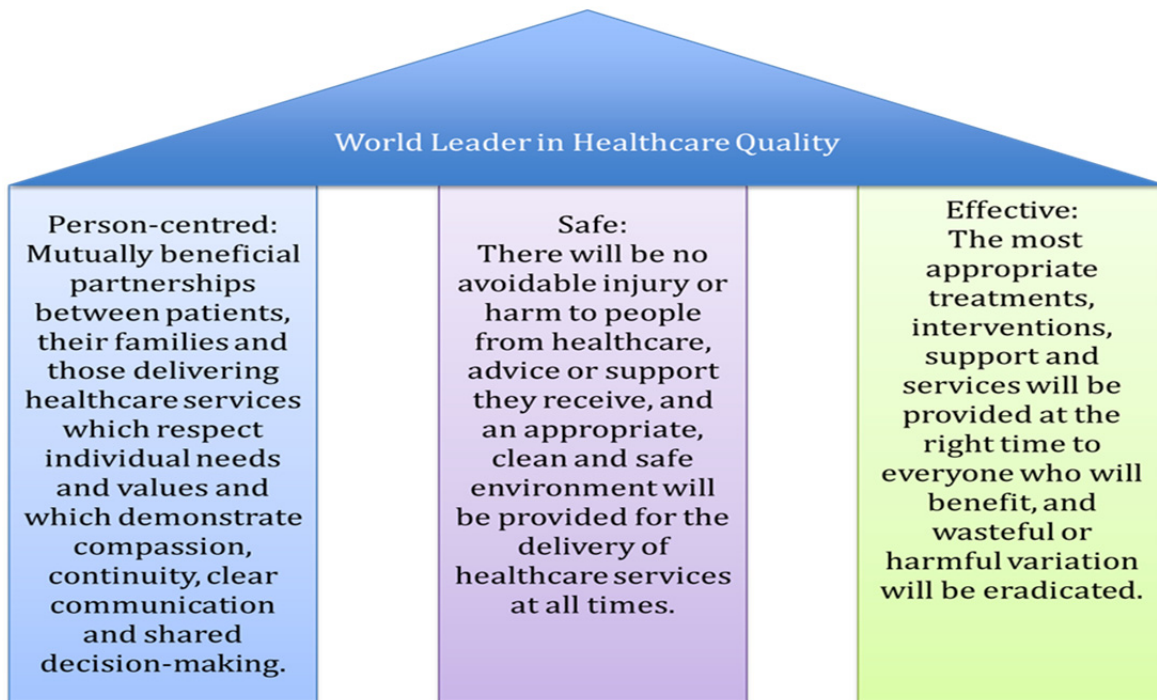 World Leader in Healthcare Quality
Person-centred:
Mutually beneficial
partnerships
between patients,
their families and
those delivering
healthcare services
which respect
individual needs
and values and
which demonstrate
compassion,
continuity, clear
communication
and shared
decision-making.
Safe:
There will be no
avoidable injury or
harm to people
from healthcare,
advice or support
they receive, and
an appropriate,
clean and safe
environment will
be provided for the
delivery of
healthcare services
at all times.
Effective:
The most
appropriate
treatments,
interventions,
support and
services will be
provided at the
right time to
everyone who will
benefit, and
wasteful or
harmful variation
will be eradicated.